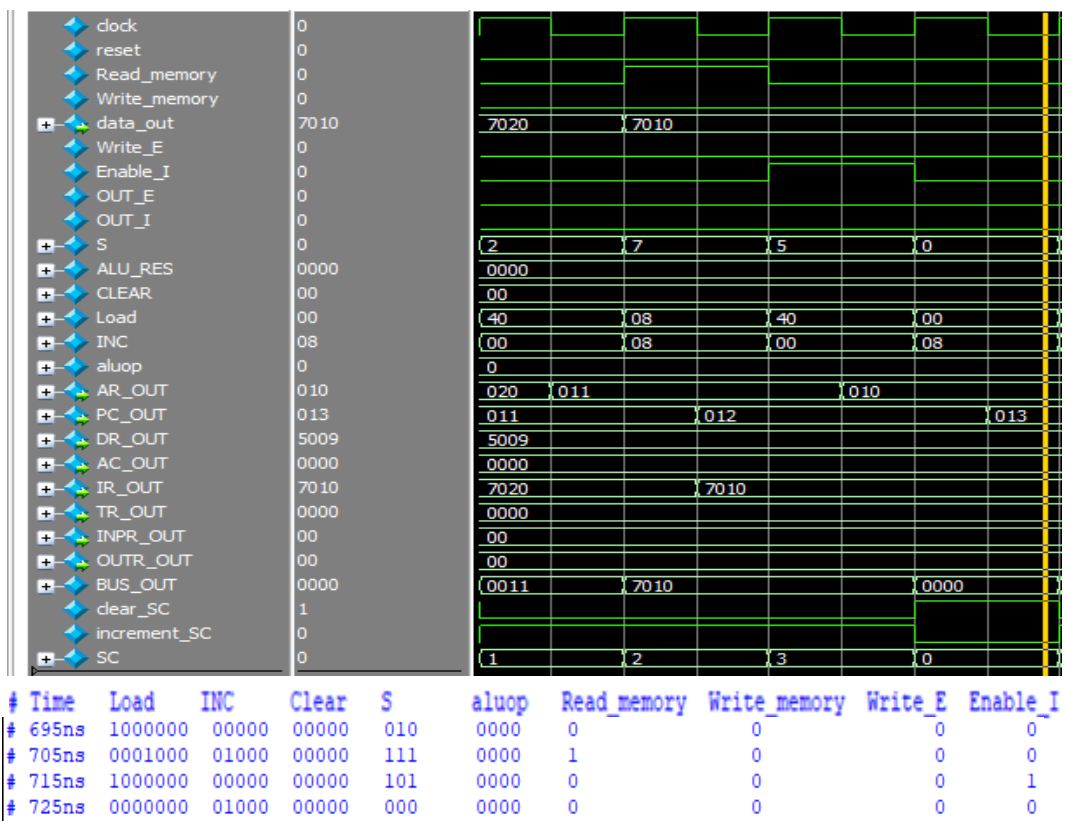 clock 0
reset 0
Read_memory 0
Write_memory 0
data_out 7010 7020 7010
Write_E 0
Enable_I 0
OUT_E 0
OUT_I 0
S 0 2 7 5 0
ALU_RES 0000 0000
CLEAR 00 00
Load 00 40 08 40 00
INC 08 00 08 00 08
aluop 0 0
AR_OUT 010 020 011 010
PC_OUT 013 011 012 013
DR_OUT 5009 5009
AC_OUT 0000 0000
IR_OUT 7010 7020 7010
TR_OUT 0000 0000
INPR_OUT 00 00
OUTR_OUT 00 00
BUS_OUT 0000 0011 7010 0000
clear_SC 1
increment_SC 0
SC 0 1 2 3 0
# Time Load INC Clear S aluop Read_memory Write_memory Write_E Enable_I
# 695ns 1000000 00000 00000 010 0000 0 0 0 0
# 705ns 0001000 01000 00000 111 0000 1 0 0 0
# 715ns 1000000 00000 00000 101 0000 0 0 0 1
# 725ns 0000000 01000 00000 000 0000 0 0 0 0